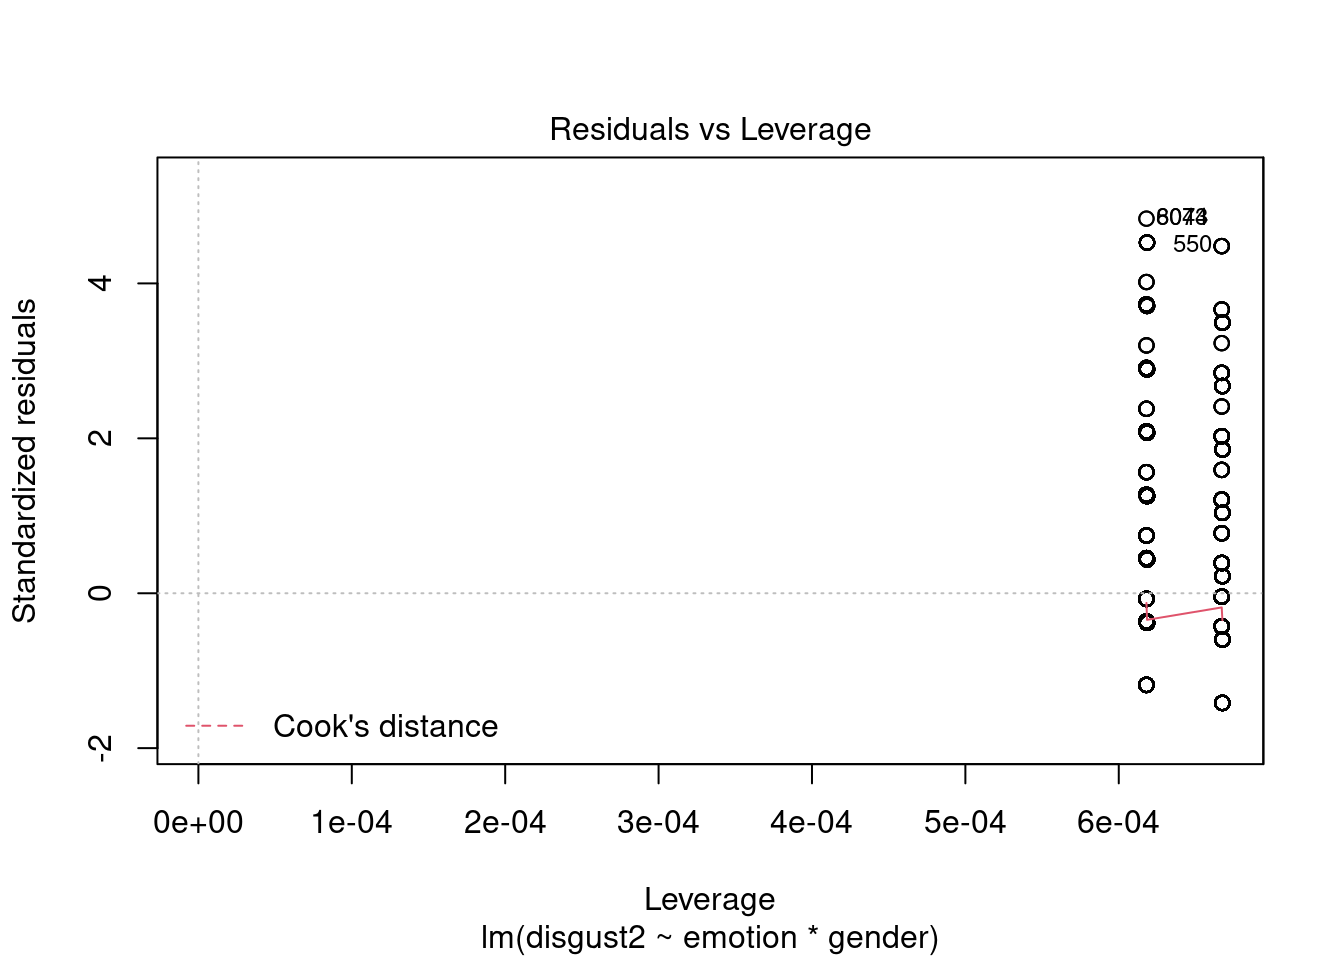 Residuals vs Leverage
Standardized residuals
4
2
0
-2
550
Cook's distance
0e+00 1e-04 2e-04 3e-04 4e-04 5e-04 6e-04
Leverage
lm(disgust2 ~ emotion * gender)